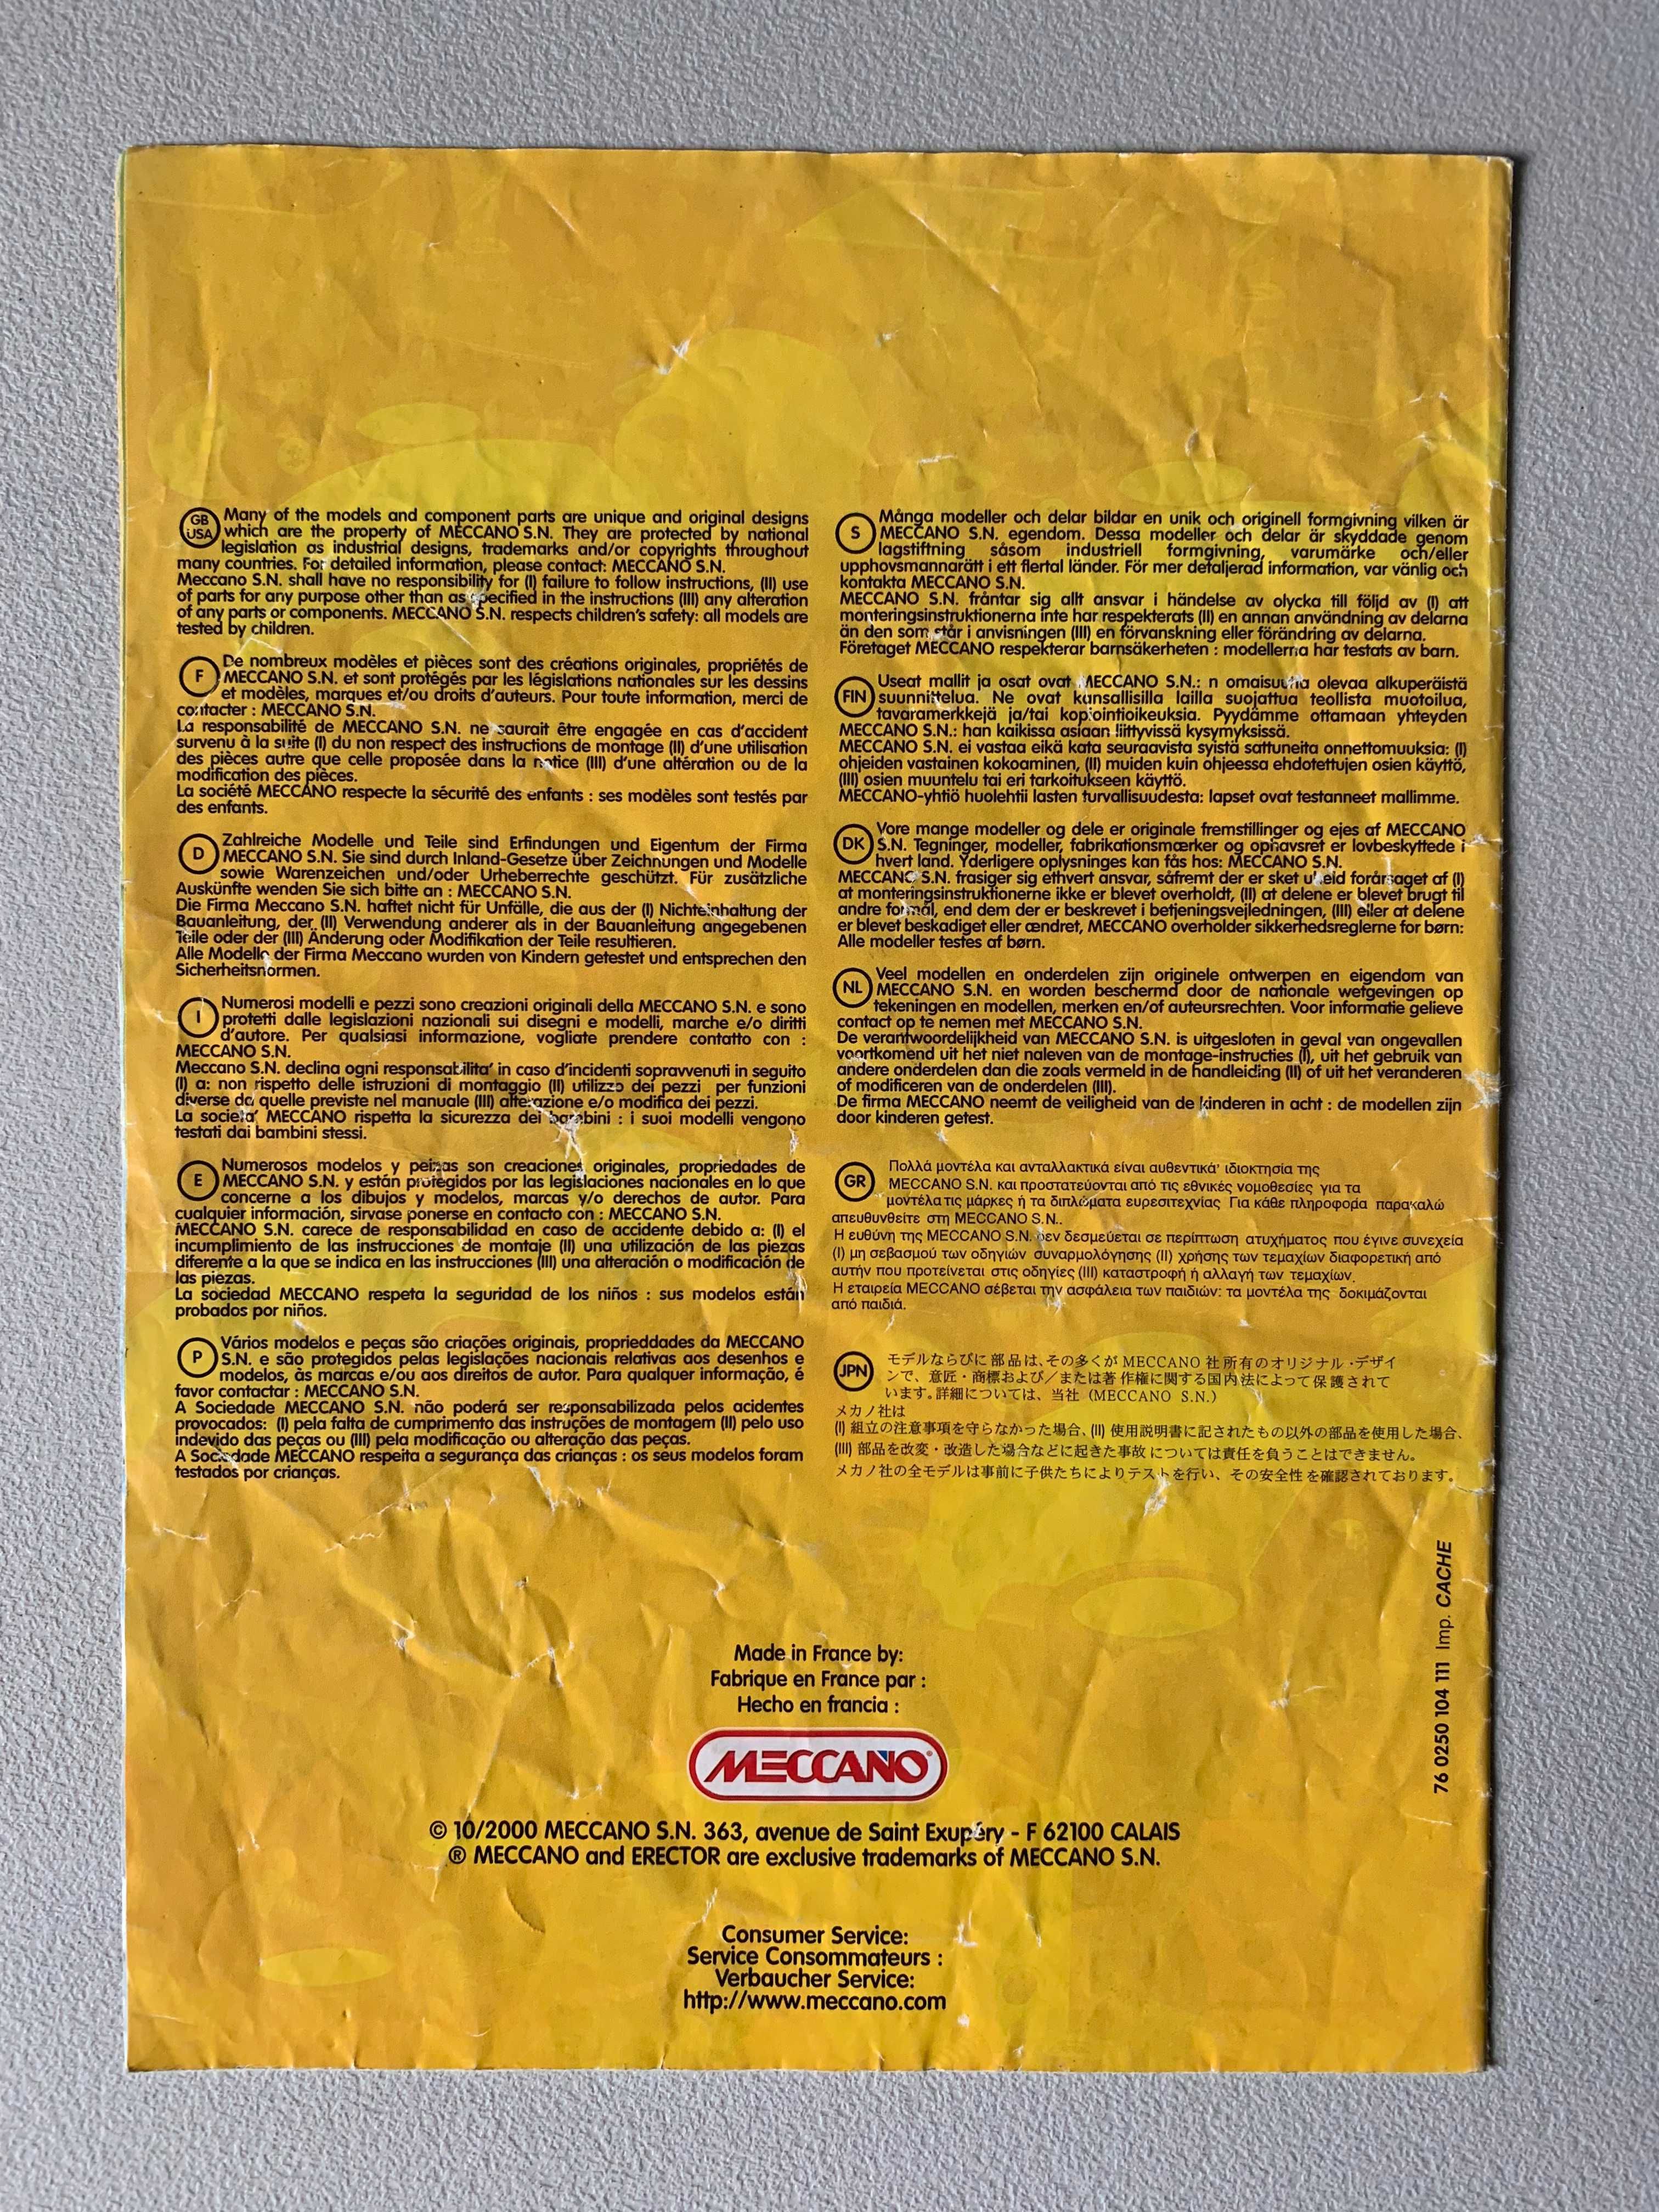 GB
USA
Many of the models and component parts are unique and original designs
which are the property of MECCANO S.N. They are protected by national
legislation as industrial designs, trademarks and/or copyrights throughout
many countries. For detailed information, please contact: MECCANO S.N.
Meccano S.N. shall have no responsibility for (I) failure to follow instructions, (II) use
of parts for any purpose other than as specified in the instructions (III) any alteration
of any parts or components. MECCANO S.N. respects children's safety: all models are
tested by children.
F
De nombreux modèles et pièces sont des créations originales, propriétés de
MECCANO S.N. et sont protégés par les législations nationales sur les dessins
et modèles, marques et/ou droits d'auteurs. Pour toute information, merci de
contacter : MECCANO S.N.
La responsabilité de MECCANO S.N. ne saurait être engagée en cas d'accident
survenu à la suite (I) du non respect des instructions de montage (II) d'une utilisation
des pièces autre que celle proposée dans la notice (III) d'une altération ou de la
modification des pièces.
La société MECCANO respecte la sécurité des enfants : ses modèles sont testés par
des enfants.
D
Zahlreiche Modelle und Teile sind Erfindungen und Eigentum der Firma
MECCANO S.N. Sie sind durch Inland-Gesetze über Zeichnungen und Modelle
sowie Warenzeichen und/oder Urheberrechte geschützt. Für zusätzliche
Auskünfte wenden Sie sich bitte an : MECCANO S.N.
Die Firma Meccano S.N. haftet nicht für Unfälle, die aus der (I) Nichteinhaltung der
Bauanleitung, der (II) Verwendung anderer als in der Bauanleitung angegebenen
Teile oder der (III) Änderung oder Modifikation der Teile resultieren.
Alle Modelle der Firma Meccano wurden von Kindern getestet und entsprechen den
Sicherheitsnormen.
I
Numerosi modelli e pezzi sono creazioni originali della MECCANO S.N. e sono
protetti dalle legislazioni nazionali sui disegni e modelli, marche e/o diritti
d'autore. Per qualsiasi informazione, vogliate prendere contatto con :
MECCANO S.N.
Meccano S.N. declina ogni responsabilita' in caso d'incidenti sopravvenuti in seguito
(I) a: non rispetto delle istruzioni di montaggio (II) utilizzo dei pezzi per funzioni
diverse da quelle previste nel manuale (III) alterazione e/o modifica dei pezzi.
La societa' MECCANO rispetta la sicurezza dei bambini : i suoi modelli vengono
testati dai bambini stessi.
E
Numerosos modelos y peizas son creaciones originales, propriedades de
MECCANO S.N. y están protegidos por las legislaciones nacionales en lo que
concerne a los dibujos y modelos, marcas y/o derechos de autor. Para
cualquier información, sirvase ponerse en contacto con : MECCANO S.N.
MECCANO S.N. carece de responsabilidad en caso de accidente debido a: (I) el
incumplimiento de las instrucciones de montaje (II) una utilización de las piezas
diferente a la que se indica en las instrucciones (III) una alteración o modificación de
las piezas.
La sociedad MECCANO respeta la seguridad de los niños : sus modelos están
probados por niños.
P
Vários modelos e peças são criações originais, proprieddades da MECCANO
S.N. e são protegidos pelas legislações nacionais relativas aos desenhos e
modelos, às marcas e/ou aos direitos de autor. Para qualquer informação, é
favor contactar : MECCANO S.N.
A Sociedade MECCANO S.N. não poderá ser responsabilizada pelos acidentes
provocados: (I) pela falta de cumprimento das instruções de montagem (II) pelo uso
indevido das peças ou (III) pela modificação ou alteração das peças.
A Sociedade MECCANO respeita a segurança das crianças : os seus modelos foram
testados por crianças.
S
Många modeller och delar bildar en unik och originell formgivning vilken är
MECCANO S.N. egendom. Dessa modeller och delar är skyddade genom
lagstiftning såsom industriell formgivning, varumärke och/eller
upphovsmannarätt i ett flertal länder. För mer detaljerad information, var vänlig och
kontakta MECCANO S.N.
MECCANO S.N. fråntar sig allt ansvar i händelse av olycka till följd av (I) att
monteringsinstruktionerna inte har respekterats (II) en annan användning av delarna
än den som står i anvisningen (III) en förvanskning eller förändring av delarna.
Företaget MECCANO respekterar barnsäkerheten : modellerna har testats av barn.
FIN
Useat mallit ja osat ovat MECCANO S.N.: n omaisuutta olevaa alkuperäistä
suunnittelua. Ne ovat kansallisilla lailla suojattua teollista muotoilua,
tavaramerkkejä ja/tai kopiointioikeuksia. Pyydämme ottamaan yhteyden
MECCANO S.N.: han kaikissa asiaan liittyvissä kysymyksissä.
MECCANO S.N. ei vastaa eikä kata seuraavista syistä sattuneita onnettomuuksia: (I)
ohjeiden vastainen kokoaminen, (II) muiden kuin ohjeessa ehdotettujen osien käyttö,
(III) osien muuntelu tai eri tarkoitukseen käyttö.
MECCANO-yhtiö huolehtii lasten turvallisuudesta: lapset ovat testanneet mallimme.
DK
Vore mange modeller og dele er originale fremstillinger og ejes af MECCANO
S.N. Tegninger, modeller, fabrikationsmærker og ophavsret er lovbeskyttede i
hvert land. Yderligere oplysninges kan fås hos: MECCANO S.N.
MECCANO S.N. frasiger sig ethvert ansvar, såfremt der er sket uheld forårsaget af (I)
at monteringsinstruktionerne ikke er blevet overholdt, (II) at delene er blevet brugt til
andre formål, end dem der er beskrevet i betjeningsvejledningen, (III) eller at delene
er blevet beskadiget eller ændret, MECCANO overholder sikkerhedsreglerne for børn:
Alle modeller testes af børn.
NL
Veel modellen en onderdelen zijn originele ontwerpen en eigendom van
MECCANO S.N. en worden beschermd door de nationale wetgevingen op
tekeningen en modellen, merken en/of auteursrechten. Voor informatie gelieve
contact op te nemen met MECCANO S.N.
De verantwoordelijkheid van MECCANO S.N. is uitgesloten in geval van ongevallen
voortkomend uit het niet naleven van de montage-instructies (I), uit het gebruik van
andere onderdelen dan die zoals vermeld in de handleiding (II) of uit het veranderen
of modificeren van de onderdelen (III).
De firma MECCANO neemt de veiligheid van de kinderen in acht : de modellen zijn
door kinderen getest.
GR
Πολλά μοντέλα και ανταλλακτικά είναι αυθεντικά' ιδιοκτησία της
MECCANO S.N. και προστατεύονται από τις εθνικές νομοθεσίες για τα
μοντέλα τις μάρκες ή τα διπλώματα ευρεσιτεχνίας Για κάθε πληροφορία παρακαλώ
απευθυνθείτε στη MECCANO S.N..
Η ευθύνη της MECCANO S.N. δεν δεσμεύεται σε περίπτωση ατυχήματος που έγινε συνεχεία
(I) μη σεβασμού των οδηγιών συναρμολόγησης (II) χρήσης των τεμαχίων διαφορετική από
αυτήν που προτείνεται στις οδηγίες (III) καταστροφή ή αλλαγή των τεμαχίων.
Η εταιρεία MECCANO σέβεται την ασφάλεια των παιδιών: τα μοντέλα της δοκιμάζονται
από παιδιά.
JPN
モデルならびに部品は、その多くが MECCANO 社所有のオリジナル・デザイ
ンで、意匠・商標および／または著作権に関する国内法によって保護されて
います。詳細については、当社 (MECCANO S.N.)
メカノ社は
(I) 組立の注意事項を守らなかった場合、(II) 使用説明書に記されたもの以外の部品を使用した場合、
(III) 部品を改変・改造した場合などに起きた事故については責任を負うことはできません。
メカノ社の全モデルは事前に子供たちによりテストを行い、その安全性を確認されております。
76 0250 104 111 Imp. CACHE
Made in France by:
Fabrique en France par :
Hecho en francia :
MECCANO®
© 10/2000 MECCANO S.N. 363, avenue de Saint Exupéry - F 62100 CALAIS
® MECCANO and ERECTOR are exclusive trademarks of MECCANO S.N.
Consumer Service:
Service Consommateurs :
Verbaucher Service:
http://www.meccano.com